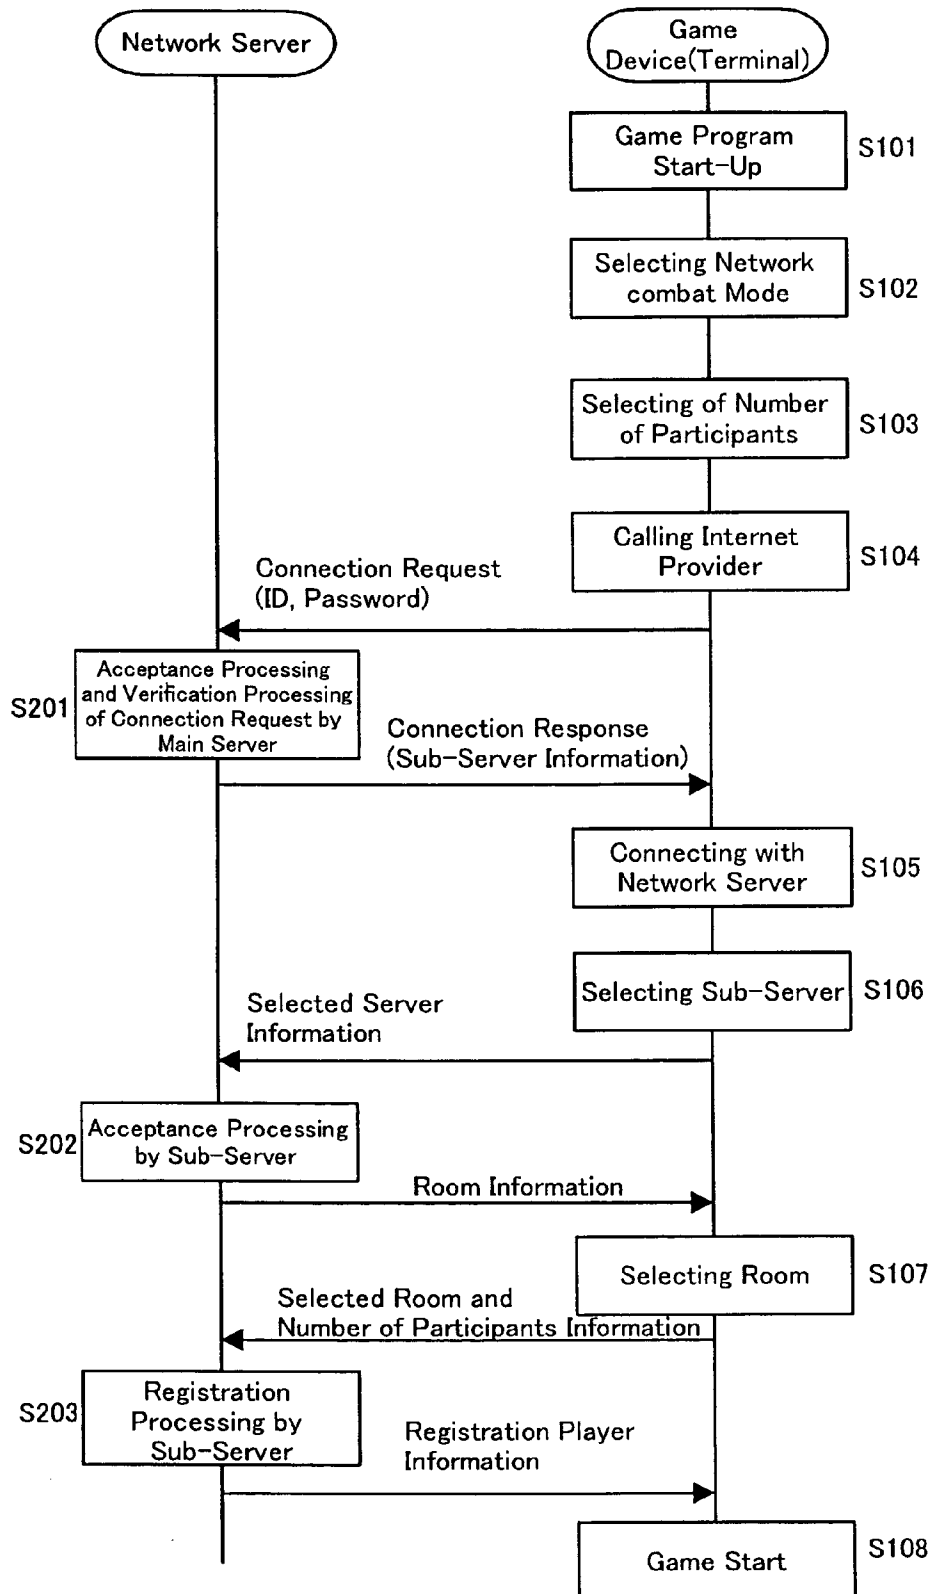 Network Server
Game
Device(Terminal)
Game Program
Start-Up
S101
Selecting Network
combat Mode
S102
Selecting of Number
of Participants
S103
Calling Internet
Provider
S104
Connection Request
(ID, Password)
Acceptance Processing
and Verification Processing
of Connection Request by
Main Server
S201
Connection Response
(Sub-Server Information)
Connecting with
Network Server
S105
Selecting Sub-Server
S106
Selected Server
Information
Acceptance Processing
by Sub-Server
S202
Room Information
Selecting Room
S107
Selected Room and
Number of Participants Information
Registration
Processing by
Sub-Server
S203
Registration Player
Information
Game Start
S108